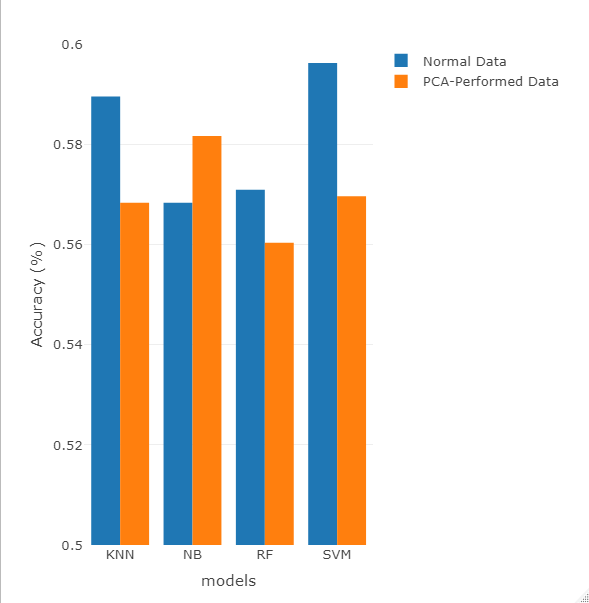 0.6
0.58
0.56
0.54
0.52
0.5
Accuracy (%)
KNN NB RF SVM
models
Normal Data
PCA-Performed Data